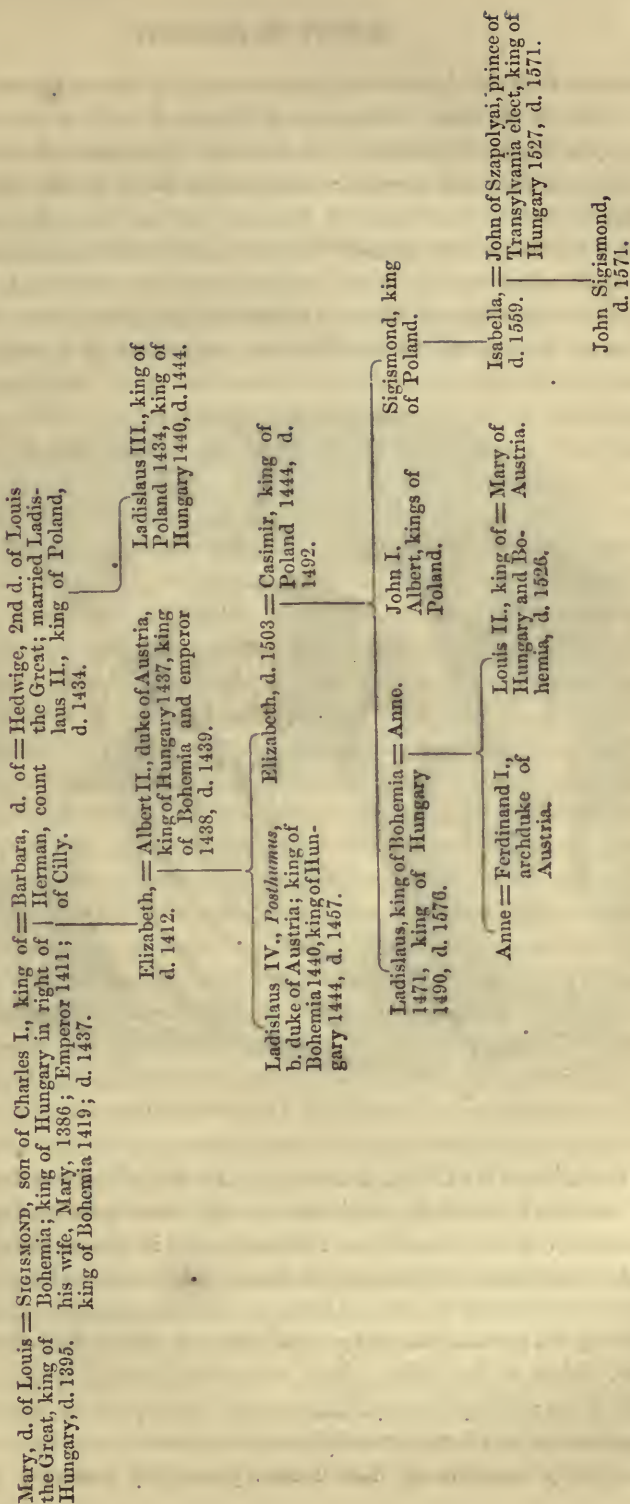 Mary, d. of Louis = SIGISMOND, son of Charles I., king of = Barbara, d. of = Hedwige, 2nd d. of Louis
the Great, king of Bohemia; king of Hungary in right of Herman, count the Great; married Ladis-
Hungary, d. 1395. his wife, Mary, 1386; Emperor 1411; of Cilly. laus II., king of Poland,
king of Bohemia 1419; d. 1437. d. 1434.
Elizabeth, = Albert II., duke of Austria,
d. 1412. king of Hungary 1437, king
of Bohemia and emperor
1438, d. 1439.
Ladislaus III., king of
Poland 1434, king of
Hungary 1440, d. 1444.
Ladislaus IV., Posthumus,
b. duke of Austria; king of
Bohemia 1440, king of Hun-
gary 1444, d. 1457.
Elizabeth, d. 1503 = Casimir, king of
Poland 1444, d.
1492.
Ladislaus, king of Bohemia = Anne.
1471, king of Hungary
1490, d. 1576.
John I.
Albert, kings of
Poland.
Sigismond, king
of Poland.
Anne = Ferdinand I.,
archduke of
Austria.
Louis II., king of = Mary of
Hungary and Bo- Austria.
hemia, d. 1526.
Isabella, = John of Szapolyai, prince of
d. 1559. Transylvania elect, king of
Hungary 1527, d. 1571.
John Sigismond,
d. 1571.